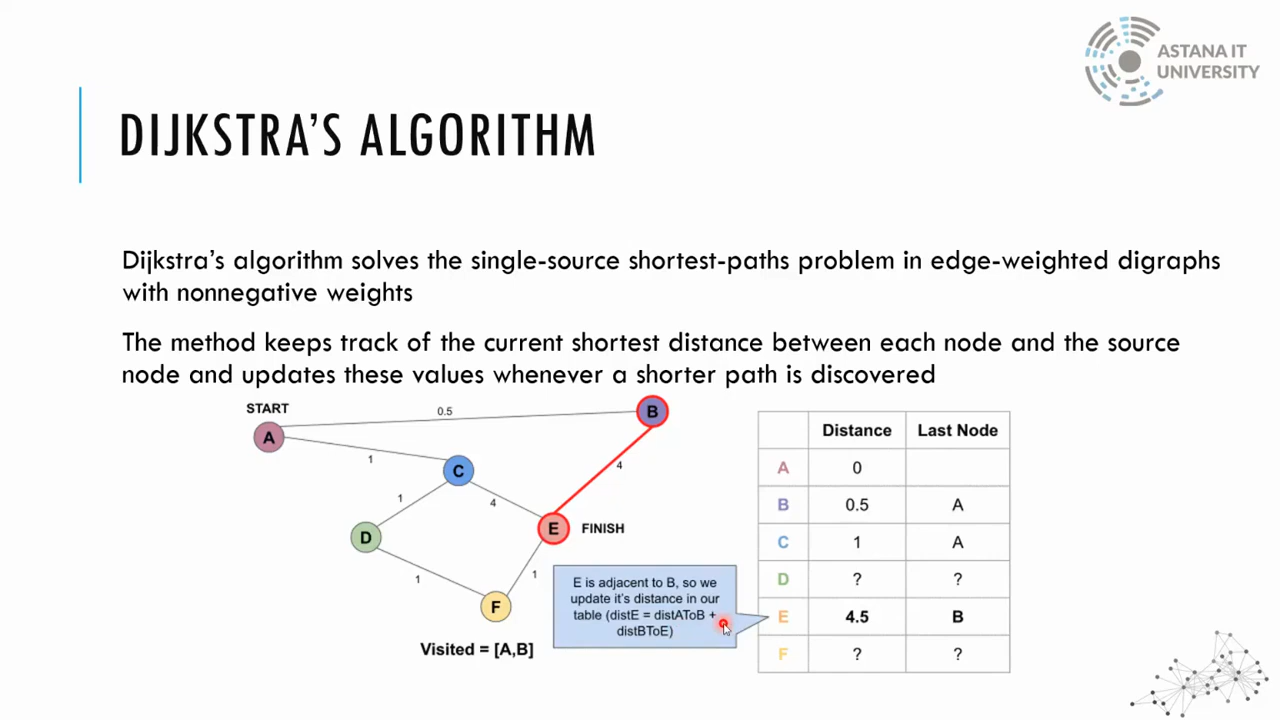 ASTANA IT
UNIVERSITY
DIJKSTRA'S ALGORITHM
Dijkstra's algorithm solves the single-source shortest-paths problem in edge-weighted digraphs
with nonnegative weights
The method keeps track of the current shortest distance between each node and the source
node and updates these values whenever a shorter path is discovered
START
A
0.5
B
1
C
4
1
4
D
E
FINISH
1
1
F
Visited = [A,B]
E is adjacent to B, so we
update it's distance in our
table (distE = distAToB +
distBToE)
Distance Last Node
A 0
B 0.5 A
C 1 A
D ? ?
E 4.5 B
F ? ?